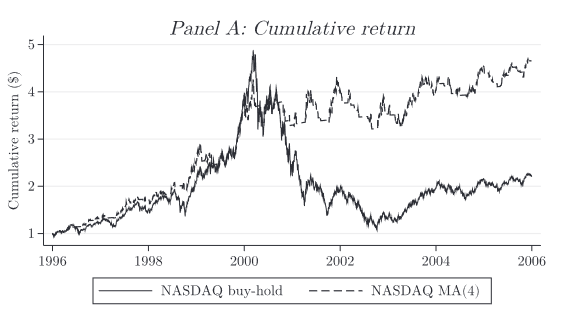 Panel A: Cumulative return
Cumulative return ($)
5
4
3
2
1
1996 1998 2000 2002 2004 2006
NASDAQ buy-hold NASDAQ MA(4)